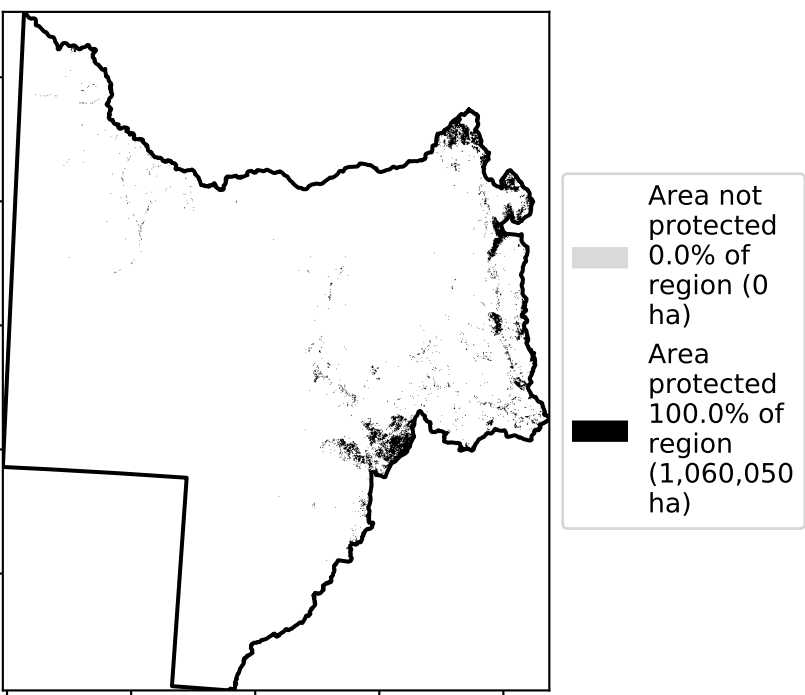 Area not
protected
0.0% of
region (0
ha)
Area
protected
100.0% of
region
(1,060,050
ha)